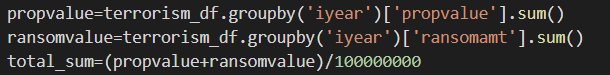 propvalue=terrorism_df.groupby('iyear')['propvalue'].sum()
ransomvalue=terrorism_df.groupby('iyear')['ransomamt'].sum()
total_sum=(propvalue+ransomvalue)/100000000